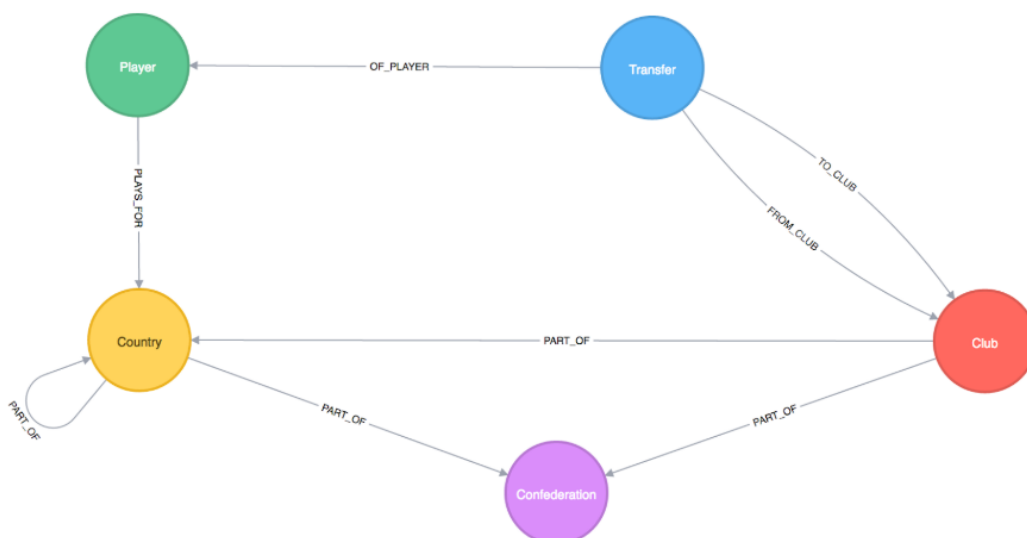 Player
OF_PLAYER
Transfer
PLAYS_FOR
TO_CLUB
FROM_CLUB
Country
PART_OF
Club
PART_OF
PART_OF
PART_OF
Confederation